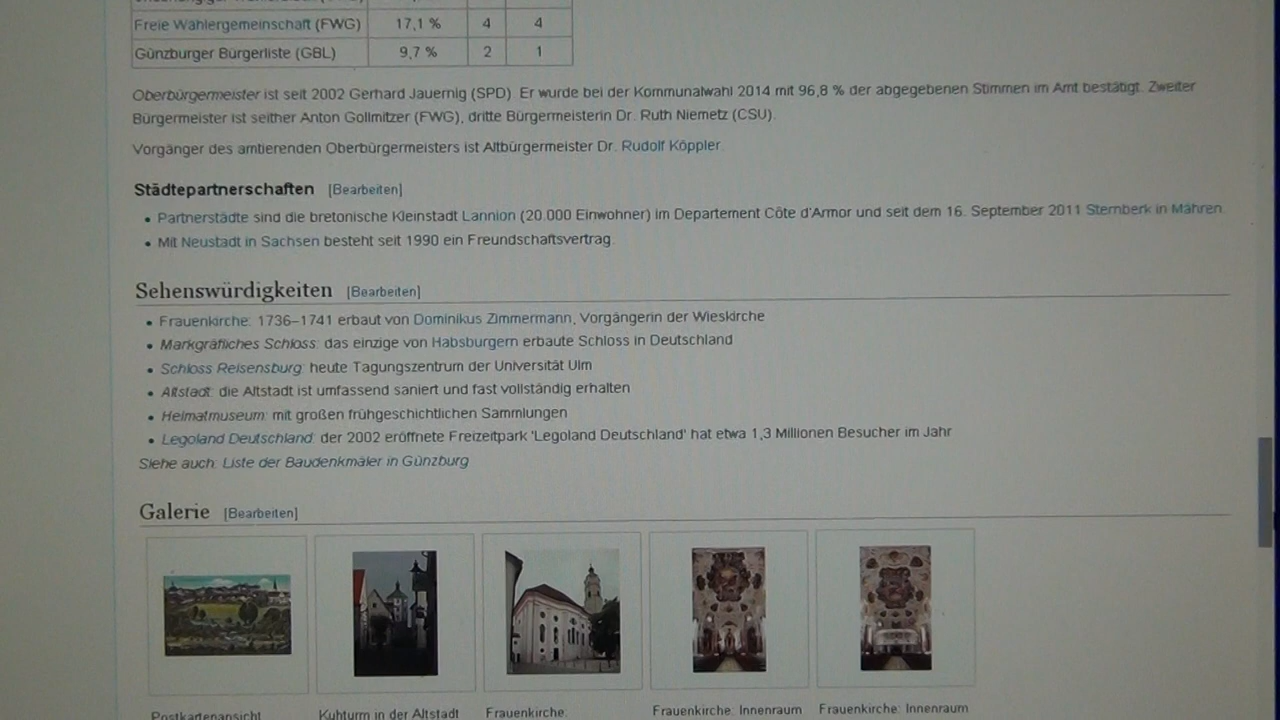 Freie Wählergemeinschaft (FWG) 17,1 % 4 4
Günzburger Bürgerliste (GBL) 9,7 % 2 1
Oberbürgermeister ist seit 2002 Gerhard Jauernig (SPD). Er wurde bei der Kommunalwahl 2014 mit 96,8 % der abgegebenen Stimmen im Amt bestätigt. Zweiter
Bürgermeister ist seither Anton Gollmitzer (FWG), dritte Bürgermeisterin Dr. Ruth Niemetz (CSU).
Vorgänger des amtierenden Oberbürgermeisters ist Altbürgermeister Dr. Rudolf Köppler.
Städtepartnerschaften [Bearbeiten]
• Partnerstädte sind die bretonische Kleinstadt Lannion (20.000 Einwohner) im Departement Côte d'Armor und seit dem 16. September 2011 Sternberk in Mähren.
• Mit Neustadt in Sachsen besteht seit 1990 ein Freundschaftsvertrag.
Sehenswürdigkeiten [Bearbeiten]
• Frauenkirche: 1736–1741 erbaut von Dominikus Zimmermann, Vorgängerin der Wieskirche
• Markgräfliches Schloss: das einzige von Habsburgern erbaute Schloss in Deutschland
• Schloss Reisensburg: heute Tagungszentrum der Universität Ulm
• Altstadt: die Altstadt ist umfassend saniert und fast vollständig erhalten
• Heimatmuseum: mit großen frühgeschichtlichen Sammlungen
• Legoland Deutschland: der 2002 eröffnete Freizeitpark 'Legoland Deutschland' hat etwa 1,3 Millionen Besucher im Jahr
Siehe auch: Liste der Baudenkmäler in Günzburg
Galerie [Bearbeiten]
Postkartenansicht Kuhturm in der Altstadt Frauenkirche: Frauenkirche: Innenraum Frauenkirche: Innenraum